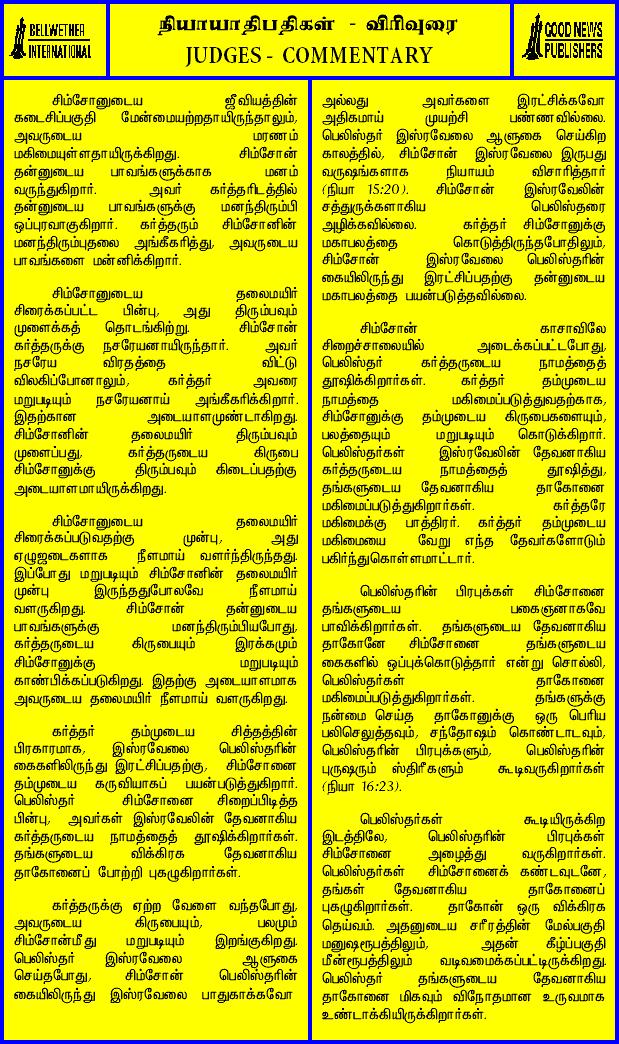 BELLWETHER
INTERNATIONAL
நியாயாதிபதிகள் - விரிவுரை
JUDGES - COMMENTARY
GOOD NEWS
PUBLISHERS
சிம்சோனுடைய ஜீவியத்தின்
கடைசிப்பகுதி மேன்மையற்றதாயிருந்தாலும்,
அவருடைய மரணம்
மகிமையுள்ளதாயிருக்கிறது. சிம்சோன்
தன்னுடைய பாவங்களுக்காக மனம்
வருந்துகிறார். அவர் கர்த்தரிடத்தில்
தன்னுடைய பாவங்களுக்கு மனந்திரும்பி
ஒப்புரவாகுகிறார். கர்த்தரும் சிம்சோனின்
மனந்திரும்புதலை அங்கீகரித்து, அவருடைய
பாவங்களை மன்னிக்கிறார்.
சிம்சோனுடைய தலைமயிர்
சிரைக்கப்பட்ட பின்பு, அது திரும்பவும்
முளைக்கத் தொடங்கிற்று. சிம்சோன்
கர்த்தருக்கு நசரேயனாயிருந்தார். அவர்
நசரேய விரதத்தை விட்டு
விலகிப்போனாலும், கர்த்தர் அவரை
மறுபடியும் நசரேயனாய் அங்கீகரிக்கிறார்.
இதற்கான அடையாளமுண்டாகிறது.
சிம்சோனின் தலைமயிர் திரும்பவும்
முளைப்பது, கர்த்தருடைய கிருபை
சிம்சோனுக்கு திரும்பவும் கிடைப்பதற்கு
அடையாளமாயிருக்கிறது.
சிம்சோனுடைய தலைமயிர்
சிரைக்கப்படுவதற்கு முன்பு, அது
ஏழுஜடைகளாக நீளமாய் வளர்ந்திருந்தது.
இப்போது மறுபடியும் சிம்சோனின் தலைமயிர்
முன்பு இருந்ததுபோலவே நீளமாய்
வளருகிறது. சிம்சோன் தன்னுடைய
பாவங்களுக்கு மனந்திரும்பியபோது,
கர்த்தருடைய கிருபையும் இரக்கமும்
சிம்சோனுக்கு மறுபடியும்
காண்பிக்கப்படுகிறது. இதற்கு அடையாளமாக
அவருடைய தலைமயிர் நீளமாய் வளருகிறது.
கர்த்தர் தம்முடைய சித்தத்தின்
பிரகாரமாக, இஸ்ரவேலை பெலிஸ்தரின்
கைகளிலிருந்து இரட்சிப்பதற்கு, சிம்சோனை
தம்முடைய கருவியாகப் பயன்படுத்துகிறார்.
பெலிஸ்தர் சிம்சோனை சிறைப்பிடித்த
பின்பு, அவர்கள் இஸ்ரவேலின் தேவனாகிய
கர்த்தருடைய நாமத்தைத் தூஷிக்கிறார்கள்.
தங்களுடைய விக்கிரக தேவனாகிய
தாகோனைப் போற்றி புகழுகிறார்கள்.
கர்த்தருக்கு ஏற்ற வேளை வந்தபோது,
அவருடைய கிருபையும், பலமும்
சிம்சோன்மீது மறுபடியும் இறங்குகிறது.
பெலிஸ்தர் இஸ்ரவேலை ஆளுகை
செய்தபோது, சிம்சோன் பெலிஸ்தரின்
கையிலிருந்து இஸ்ரவேலை பாதுகாக்கவோ
அல்லது அவர்களை இரட்சிக்கவோ
அதிகமாய் முயற்சி பண்ணவில்லை.
பெலிஸ்தர் இஸ்ரவேலை ஆளுகை செய்கிற
காலத்தில், சிம்சோன் இஸ்ரவேலை இருபது
வருஷங்களாக நியாயம் விசாரித்தார்
(நியா 15:20). சிம்சோன் இஸ்ரவேலின்
சத்துருக்களாகிய பெலிஸ்தரை
அழிக்கவில்லை. கர்த்தர் சிம்சோனுக்கு
மகாபலத்தை கொடுத்திருந்தபோதிலும்,
சிம்சோன் இஸ்ரவேலை பெலிஸ்தரின்
கையிலிருந்து இரட்சிப்பதற்கு தன்னுடைய
மகாபலத்தை பயன்படுத்தவில்லை.
சிம்சோன் காசாவிலே
சிறைச்சாலையில் அடைக்கப்பட்டபோது,
பெலிஸ்தர் கர்த்தருடைய நாமத்தைத்
தூஷிக்கிறார்கள். கர்த்தர் தம்முடைய
நாமத்தை மகிமைப்படுத்துவதற்காக,
சிம்சோனுக்கு தம்முடைய கிருபைகளையும்,
பலத்தையும் மறுபடியும் கொடுக்கிறார்.
பெலிஸ்தர்கள் இஸ்ரவேலின் தேவனாகிய
கர்த்தருடைய நாமத்தைத் தூஷித்து,
தங்களுடைய தேவனாகிய தாகோனை
மகிமைப்படுத்துகிறார்கள். கர்த்தரே
மகிமைக்கு பாத்திரர். கர்த்தர் தம்முடைய
மகிமையை வேறு எந்த தேவர்களோடும்
பகிர்ந்துகொள்ளமாட்டார்.
பெலிஸ்தரின் பிரபுக்கள் சிம்சோனை
தங்களுடைய பகைஞனாகவே
பாவிக்கிறார்கள். தங்களுடைய தேவனாகிய
தாகோனே சிம்சோனை தங்களுடைய
கைகளில் ஒப்புக்கொடுத்தார் என்று சொல்லி,
பெலிஸ்தர்கள் தாகோனை
மகிமைப்படுத்துகிறார்கள். தங்களுக்கு
நன்மை செய்த தாகோனுக்கு ஒரு பெரிய
பலிசெலுத்தவும், சந்தோஷம் கொண்டாடவும்,
பெலிஸ்தரின் பிரபுக்களும், பெலிஸ்தரின்
புருஷரும் ஸ்திரீகளும் கூடிவருகிறார்கள்
(நியா 16:23).
பெலிஸ்தர்கள் கூடியிருக்கிற
இடத்திலே, பெலிஸ்தரின் பிரபுக்கள்
சிம்சோனை அழைத்து வருகிறார்கள்.
பெலிஸ்தர்கள் சிம்சோனைக் கண்டவுடனே,
தங்கள் தேவனாகிய தாகோனைப்
புகழுகிறார்கள். தாகோன் ஒரு விக்கிரக
தெய்வம். அதனுடைய சரீரத்தின் மேல்பகுதி
மனுஷரூபத்திலும், அதன் கீழ்ப்பகுதி
மீன்ரூபத்திலும் வடிவமைக்கப்பட்டிருக்கிறது.
பெலிஸ்தர் தங்களுடைய தேவனாகிய
தாகோனை மிகவும் விநோதமான உருவமாக
உண்டாக்கியிருக்கிறார்கள்.